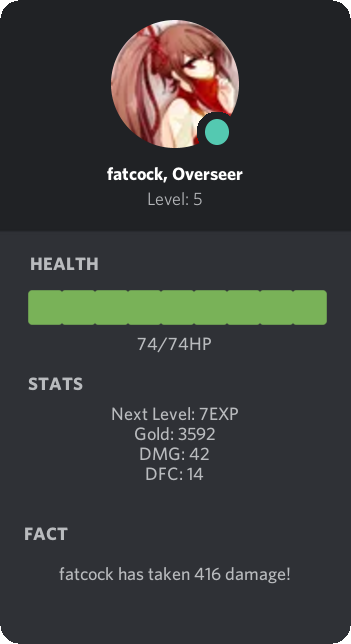 fatcock, Overseer
Level: 5
HEALTH
74/74HP
STATS
Next Level: 7EXP
Gold: 3592
DMG: 42
DFC: 14
FACT
fatcock has taken 416 damage!